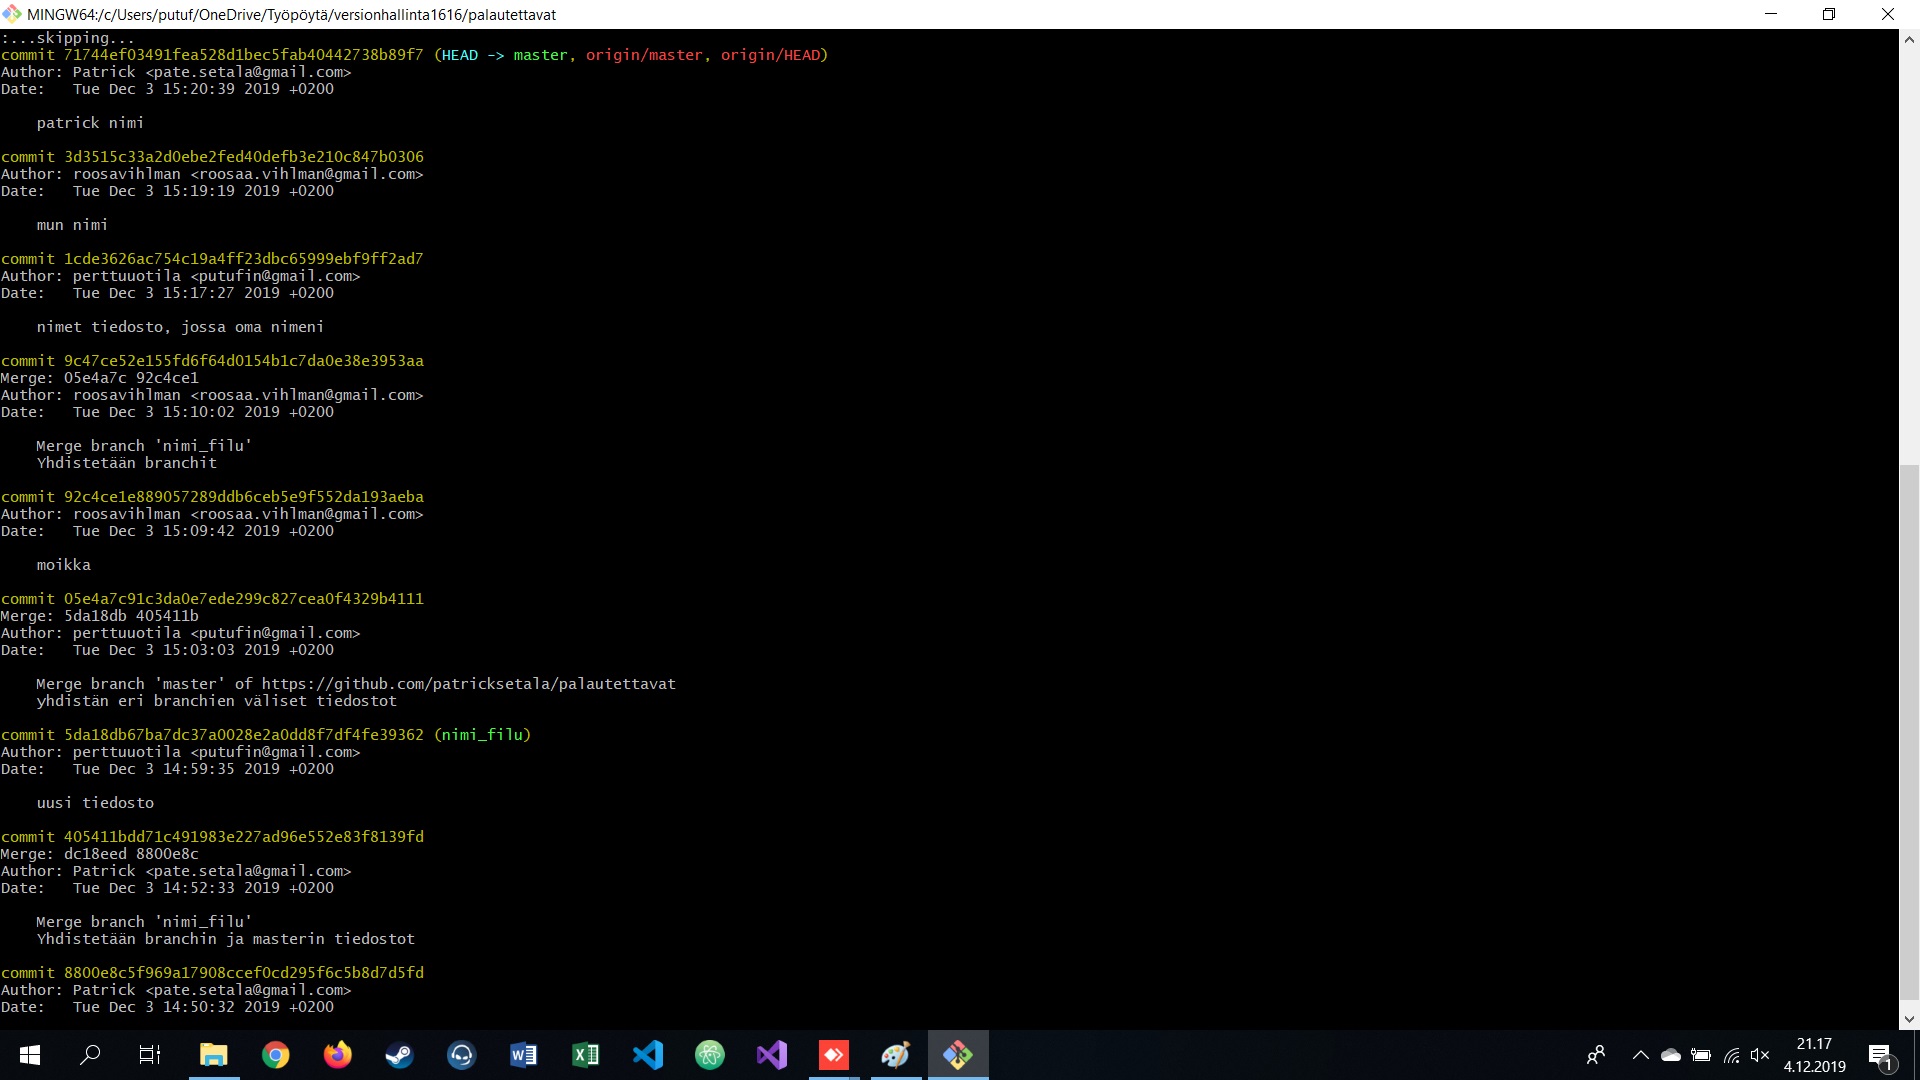 MINGW64:/c/Users/putuf/OneDrive/Työpöytä/versionhallinta1616/palautettavat
:...skipping...
commit 71744ef03491fea528d1bec5fab40442738b89f7 (HEAD -> master, origin/master, origin/HEAD)
Author: Patrick <pate.setala@gmail.com>
Date:   Tue Dec 3 15:20:39 2019 +0200
patrick nimi
commit 3d3515c33a2d0ebe2fed40defb3e210c847b0306
Author: roosavihlman <roosaa.vihlman@gmail.com>
Date:   Tue Dec 3 15:19:19 2019 +0200
mun nimi
commit 1cde3626ac754c19a4ff23dbc65999ebf9ff2ad7
Author: perttuuotila <putufin@gmail.com>
Date:   Tue Dec 3 15:17:27 2019 +0200
nimet tiedosto, jossa oma nimeni
commit 9c47ce52e155fd6f64d0154b1c7da0e38e3953aa
Merge: 05e4a7c 92c4ce1
Author: roosavihlman <roosaa.vihlman@gmail.com>
Date:   Tue Dec 3 15:10:02 2019 +0200
Merge branch 'nimi_filu'
Yhdistetään branchit
commit 92c4ce1e889057289ddb6ceb5e9f552da193aeba
Author: roosavihlman <roosaa.vihlman@gmail.com>
Date:   Tue Dec 3 15:09:42 2019 +0200
moikka
commit 05e4a7c91c3da0e7ede299c827cea0f4329b4111
Merge: 5da18db 405411b
Author: perttuuotila <putufin@gmail.com>
Date:   Tue Dec 3 15:03:03 2019 +0200
Merge branch 'master' of https://github.com/patricksetala/palautettavat
yhdistän eri branchien väliset tiedostot
commit 5da18db67ba7dc37a0028e2a0dd8f7df4fe39362 (nimi_filu)
Author: perttuuotila <putufin@gmail.com>
Date:   Tue Dec 3 14:59:35 2019 +0200
uusi tiedosto
commit 405411bdd71c491983e227ad96e552e83f8139fd
Merge: dc18eed 8800e8c
Author: Patrick <pate.setala@gmail.com>
Date:   Tue Dec 3 14:52:33 2019 +0200
Merge branch 'nimi_filu'
Yhdistetään branchin ja masterin tiedostot
commit 8800e8c5f969a17908ccef0cd295f6c5b8d7d5fd
Author: Patrick <pate.setala@gmail.com>
Date:   Tue Dec 3 14:50:32 2019 +0200
21.17
4.12.2019
1